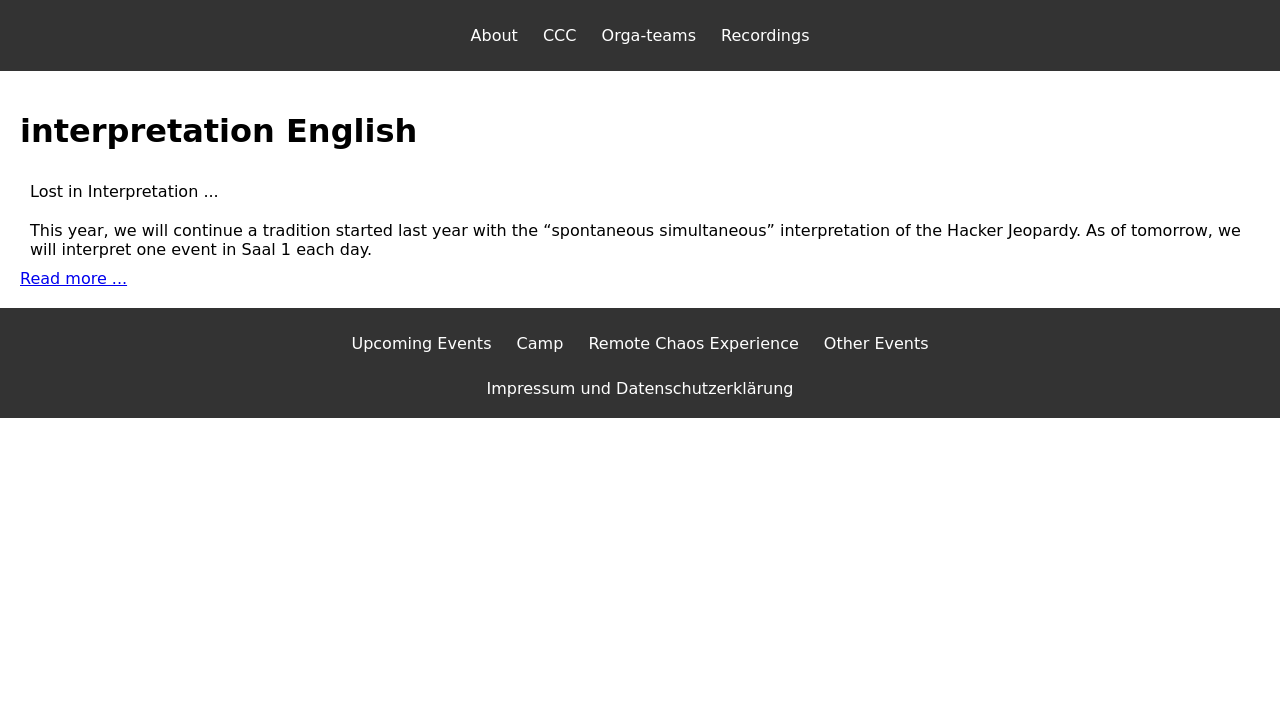 About CCC Orga-teams Recordings
interpretation English
Lost in Interpretation ...
This year, we will continue a tradition started last year with the “spontaneous simultaneous” interpretation of the Hacker Jeopardy. As of tomorrow, we
will interpret one event in Saal 1 each day.
Read more ...
Upcoming Events Camp Remote Chaos Experience Other Events
Impressum und Datenschutzerklärung